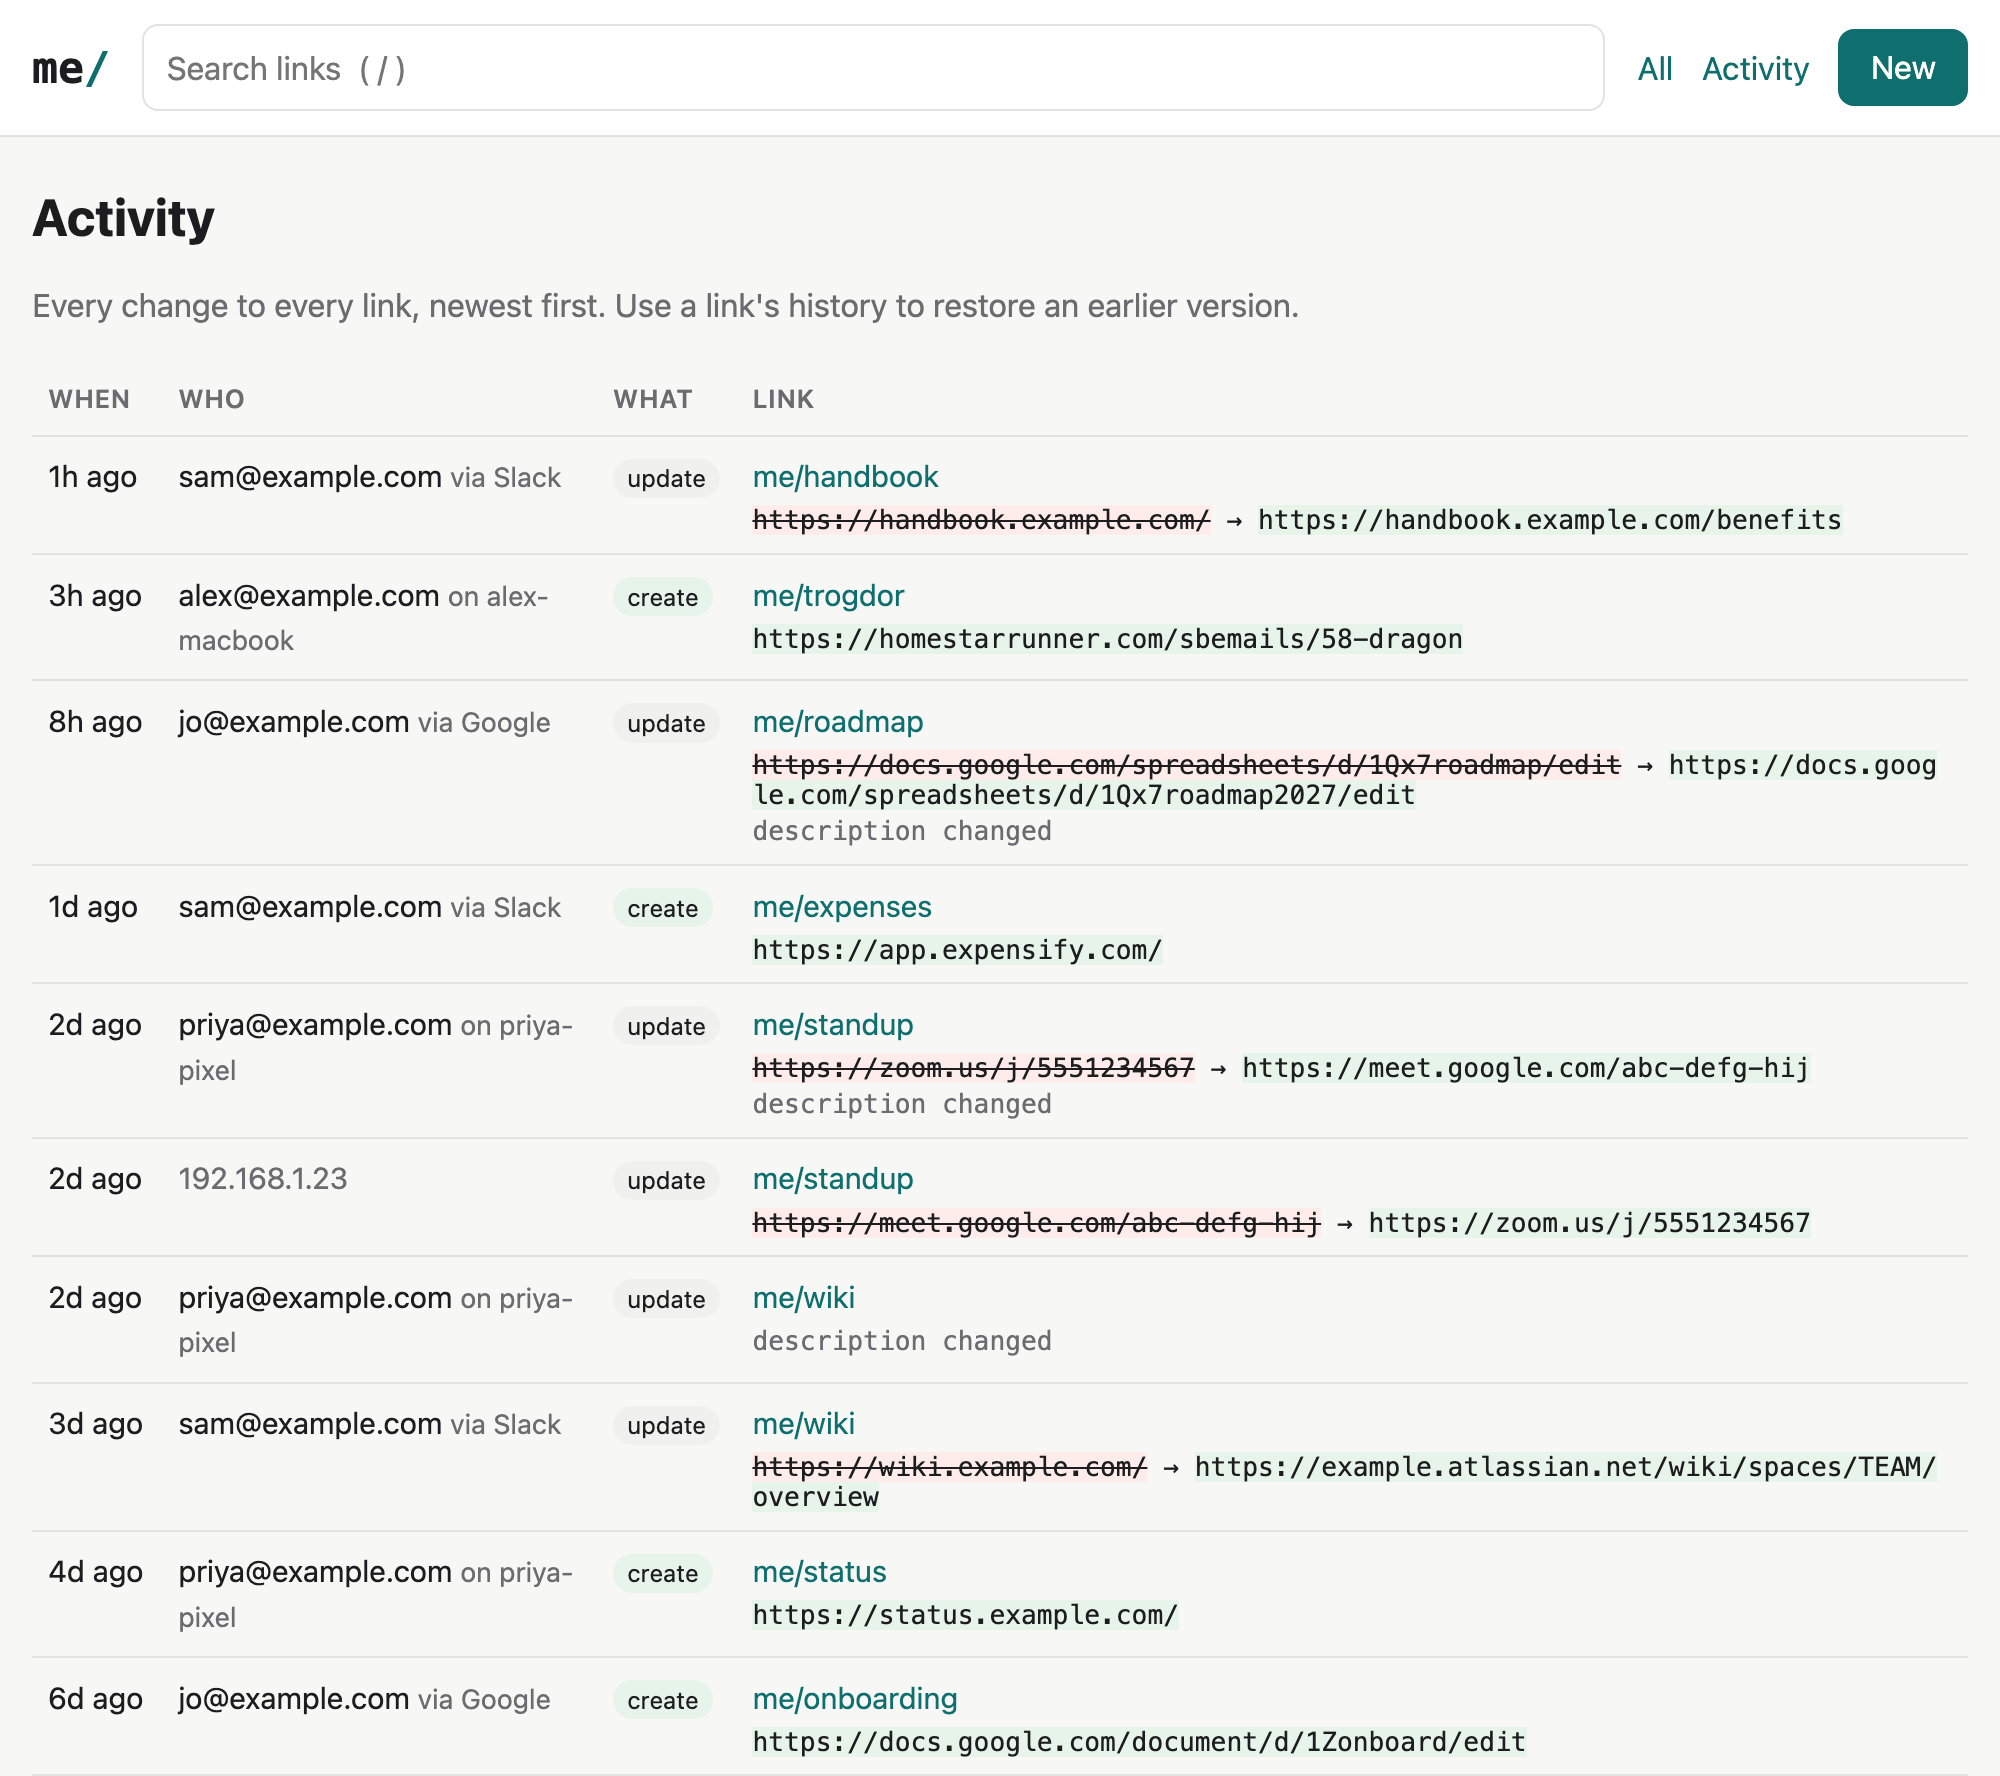 me/
Search links (/)
All
Activity
New
Activity
Every change to every link, newest first. Use a link's history to restore an earlier version.
WHEN WHO WHAT LINK
1h ago sam@example.com via Slack update me/handbook
https://handbook.example.com/ → https://handbook.example.com/benefits
3h ago alex@example.com on alex-
macbook
create
me/trogdor
https://homestarrunner.com/sbemails/58-dragon
8h ago jo@example.com via Google update me/roadmap
https://docs.google.com/spreadsheets/d/1Qx7roadmap/edit → https://docs.goog
le.com/spreadsheets/d/1Qx7roadmap2027/edit
description changed
1d ago sam@example.com via Slack create me/expenses
https://app.expensify.com/
2d ago priya@example.com on priya-
pixel
update
me/standup
https://zoom.us/j/5551234567 → https://meet.google.com/abc-defg-hij
description changed
2d ago 192.168.1.23 update me/standup
https://meet.google.com/abc-defg-hij → https://zoom.us/j/5551234567
2d ago priya@example.com on priya-
pixel
update
me/wiki
description changed
3d ago sam@example.com via Slack update me/wiki
https://wiki.example.com/ → https://example.atlassian.net/wiki/spaces/TEAM/
overview
4d ago priya@example.com on priya-
pixel
create
me/status
https://status.example.com/
6d ago jo@example.com via Google create me/onboarding
https://docs.google.com/document/d/1Zonboard/edit